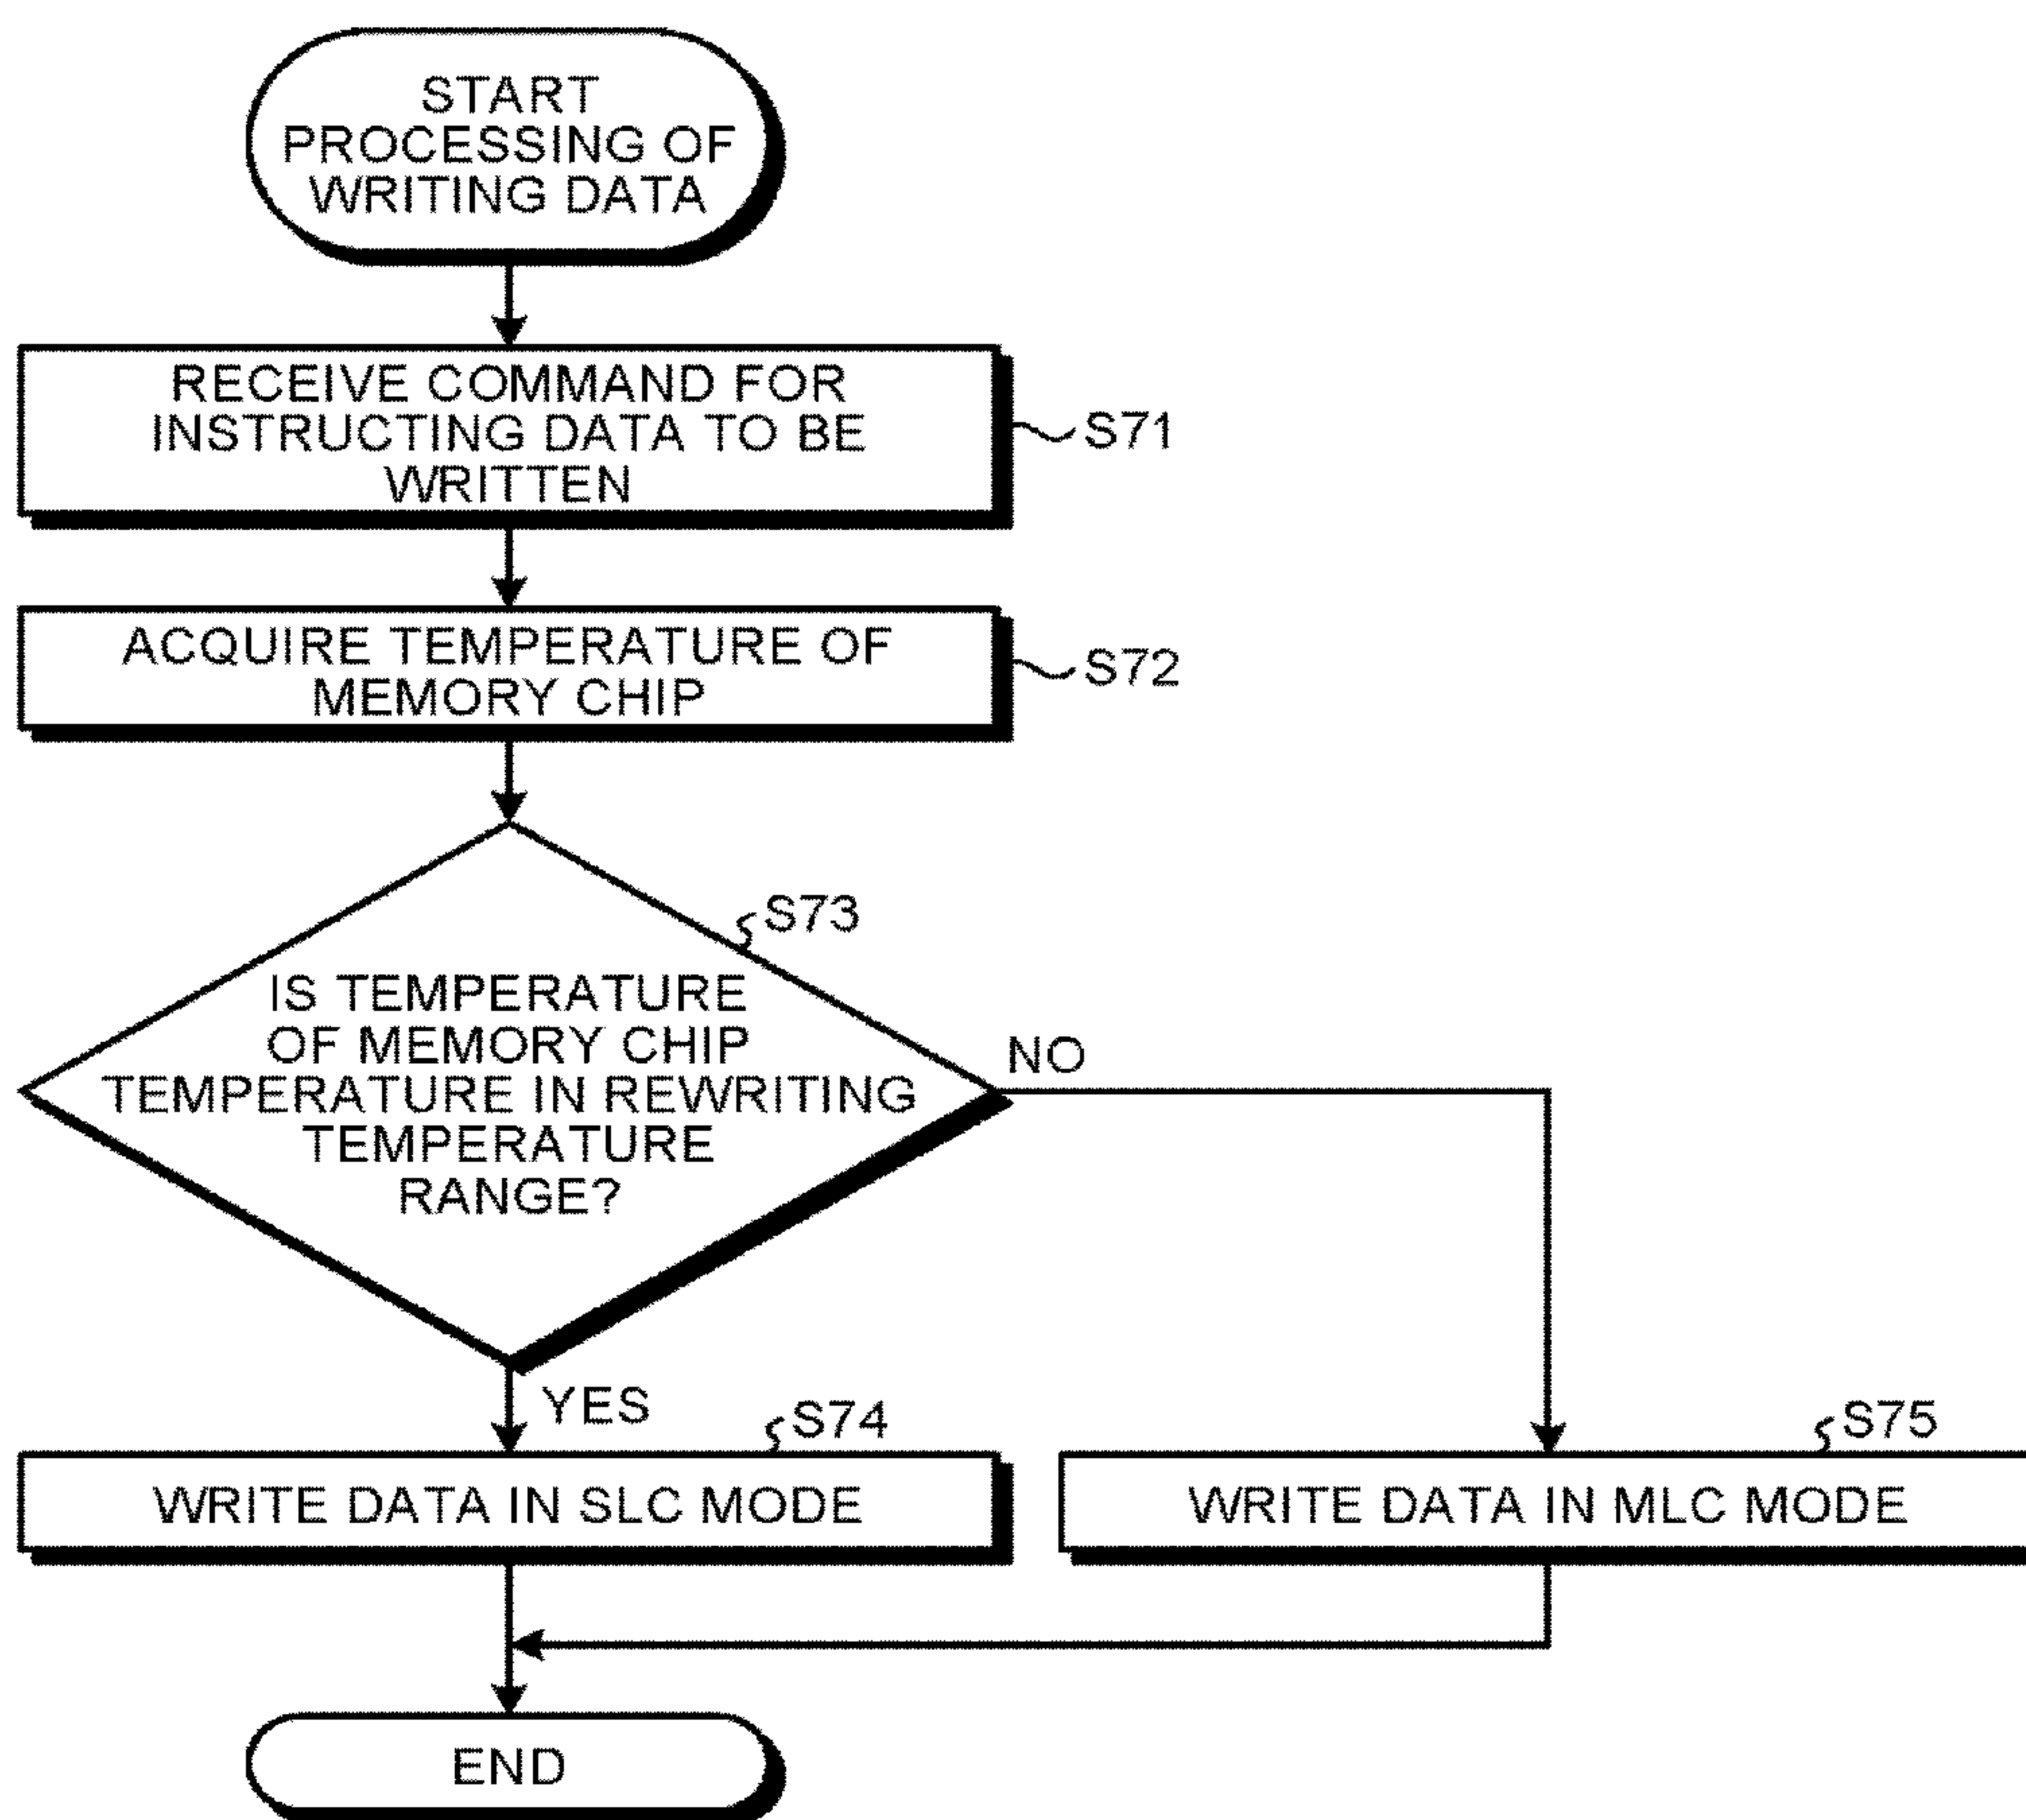 START
PROCESSING OF
WRITING DATA
RECEIVE COMMAND FOR
INSTRUCTING DATA TO BE
WRITTEN
S71
ACQUIRE TEMPERATURE OF
MEMORY CHIP
S72
S73
IS TEMPERATURE
OF MEMORY CHIP
TEMPERATURE IN REWRITING
TEMPERATURE
RANGE?
NO
YES
S74
WRITE DATA IN SLC MODE
S75
WRITE DATA IN MLC MODE
END